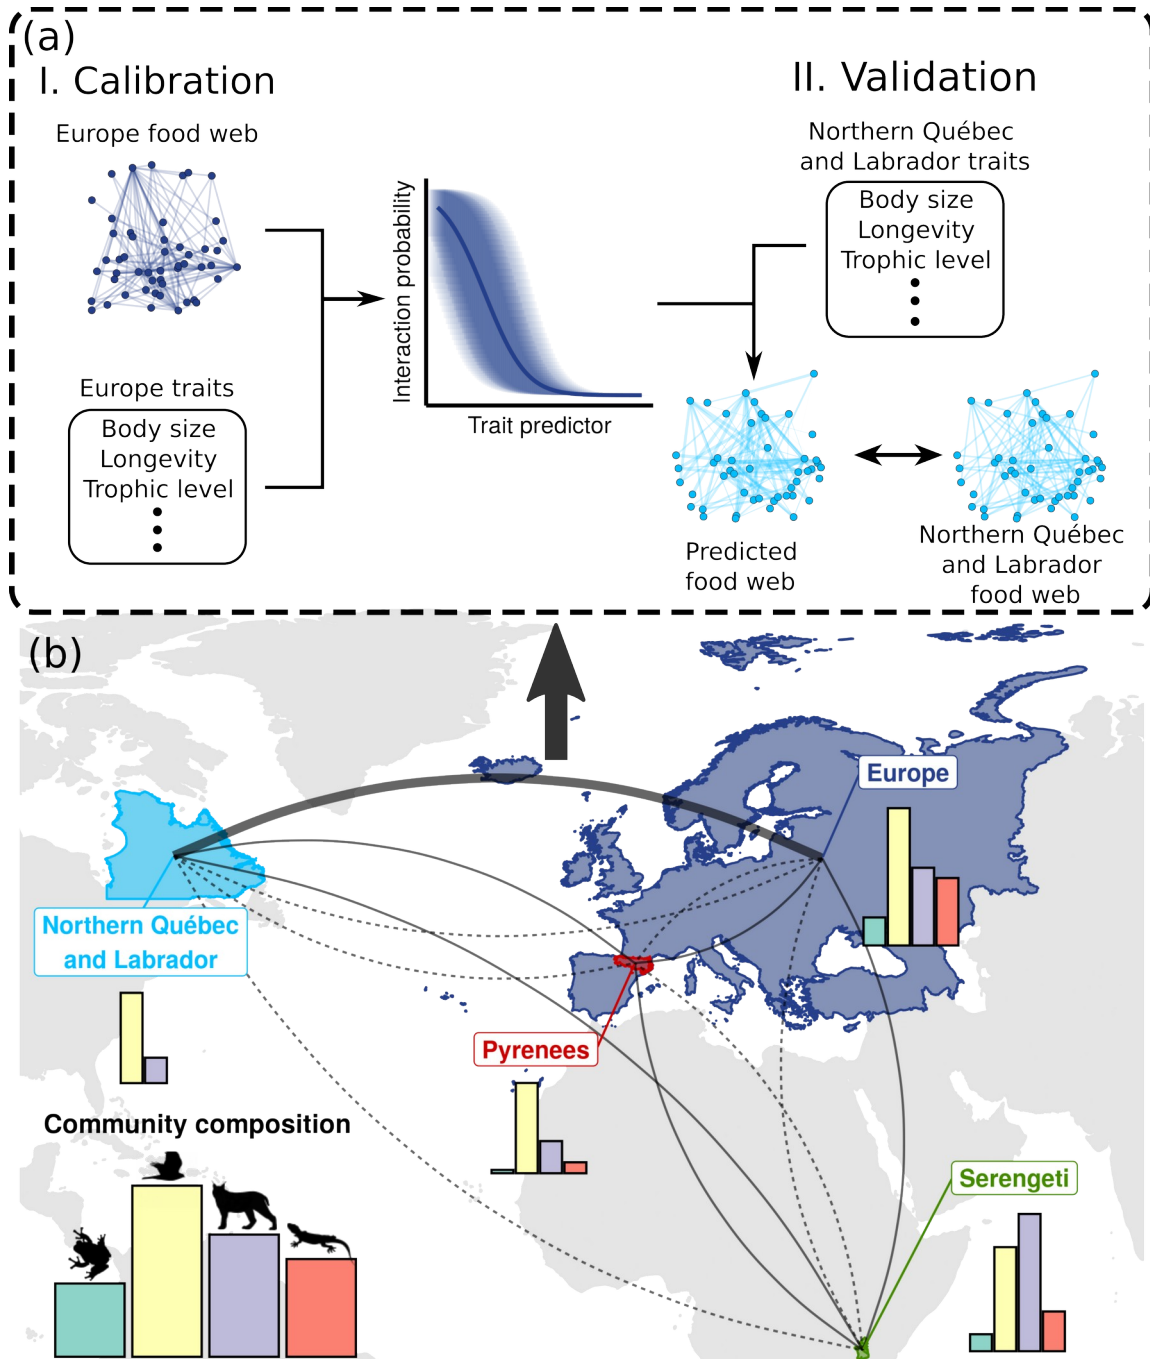 (a)
I. Calibration
II. Validation
Europe food web
Northern Québec
and Labrador traits
Body size
Longevity
Trophic level
Interaction probability
Trait predictor
Europe traits
Body size
Longevity
Trophic level
Predicted
food web
Northern Québec
and Labrador
food web
(b)
Europe
Northern Québec
and Labrador
Pyrenees
Community composition
Serengeti